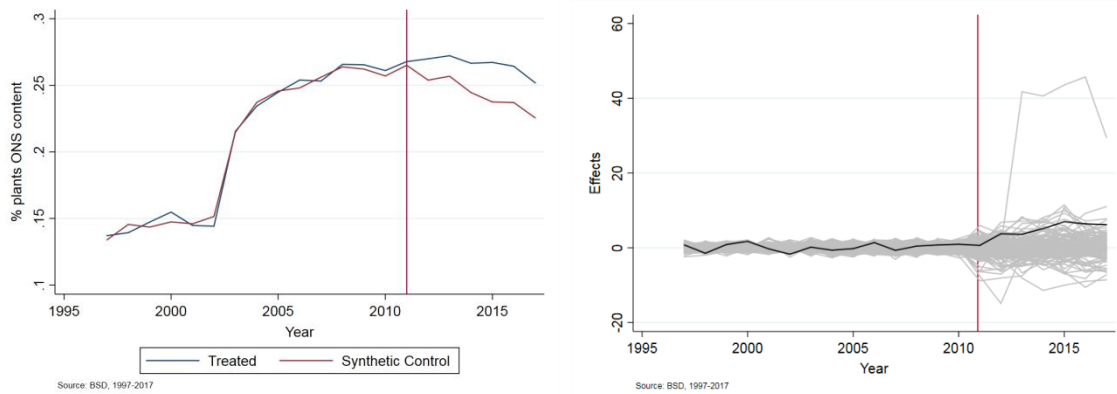 % plants ONS content
.3
.25
.2
.15
.1
1995
2000
2005
2010
2015
Year
Treated
Synthetic Control
Source: BSD, 1997-2017
Effects
60
40
20
0
-20
1995
2000
2005
2010
2015
Year
Source: BSD, 1997-2017